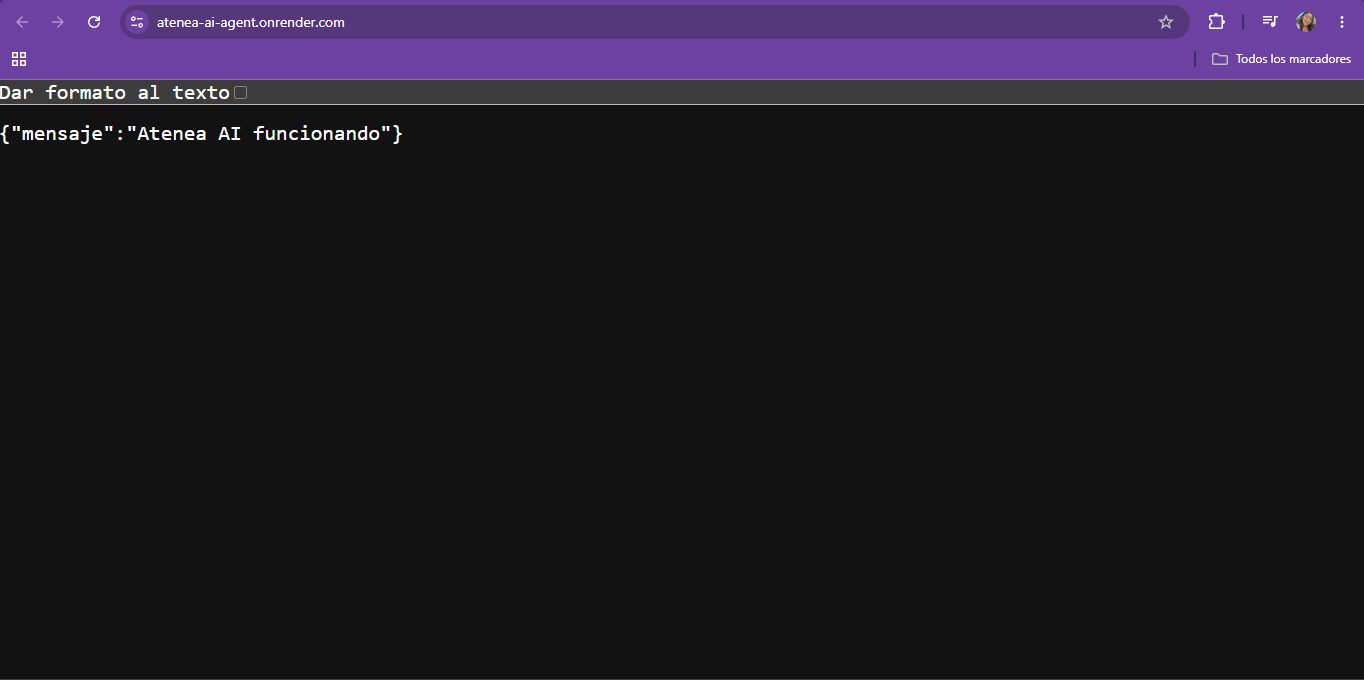 atenea-ai-agent.onrender.com
Todos los marcadores
Dar formato al texto
{"mensaje":"Atenea AI funcionando"}